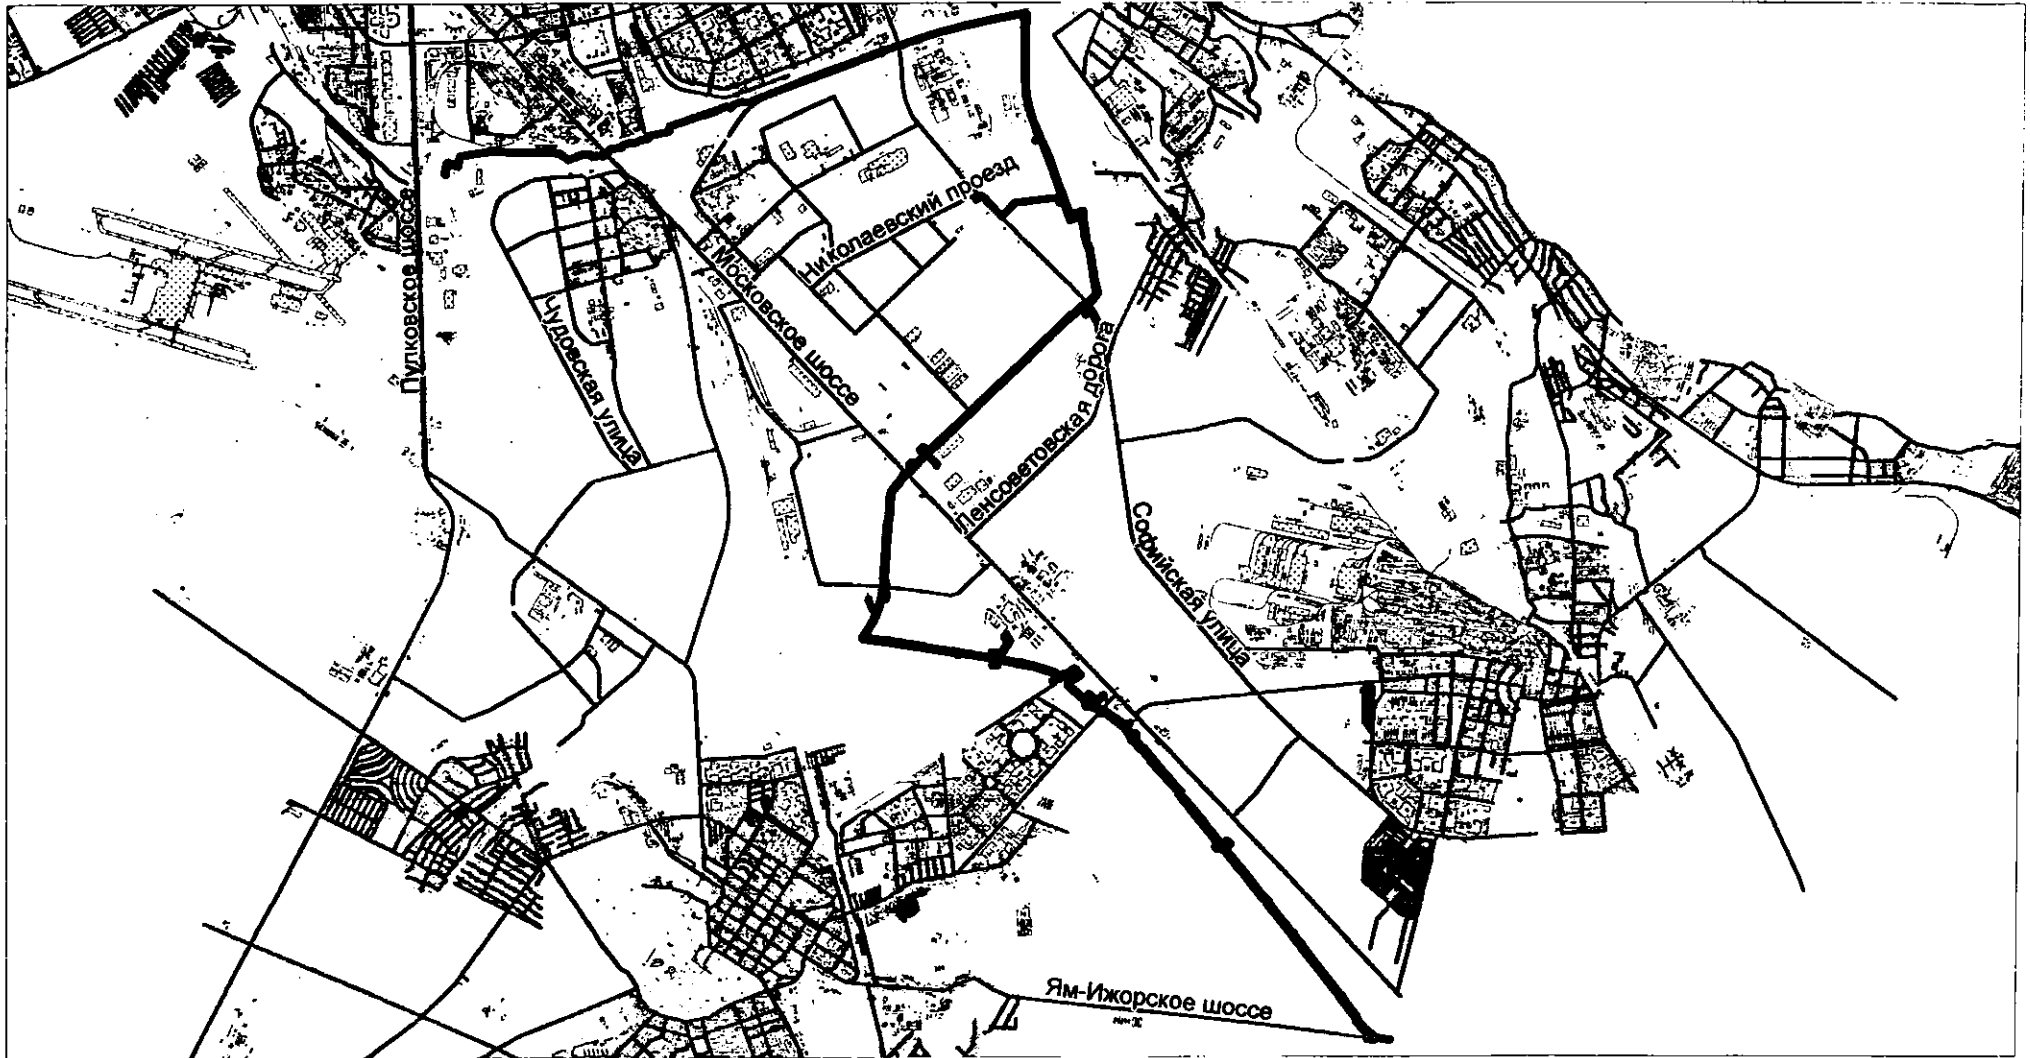 Николаевский проезд
Московское шоссе
Пулковское шоссе
Чудовская улица
Ленсоветовская дорога
Софийская улица
Ям-Ижорское шоссе